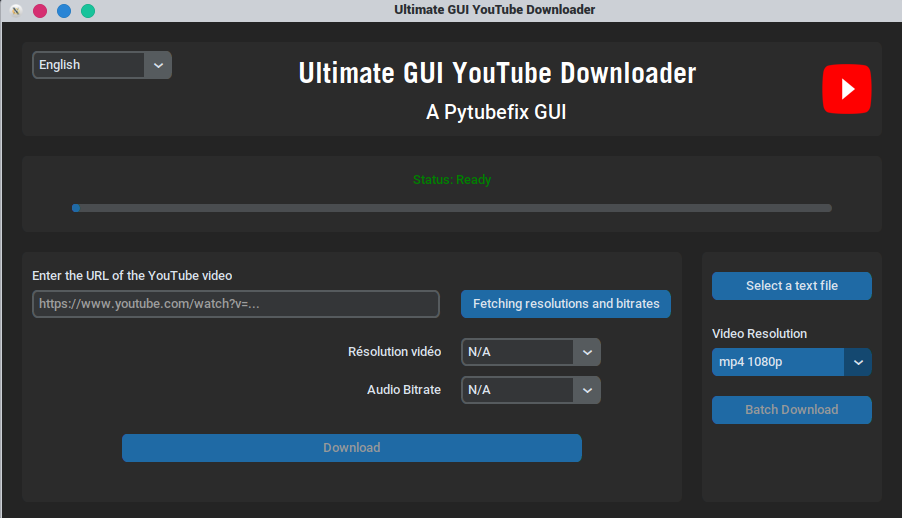 Ultimate GUI YouTube Downloader
English
Ultimate GUI YouTube Downloader
A Pytubefix GUI
Status: Ready
Enter the URL of the YouTube video
https://www.youtube.com/watch?v=...
Fetching resolutions and bitrates
Résolution vidéo
N/A
Audio Bitrate
N/A
Download
Select a text file
Video Resolution
mp4 1080p
Batch Download